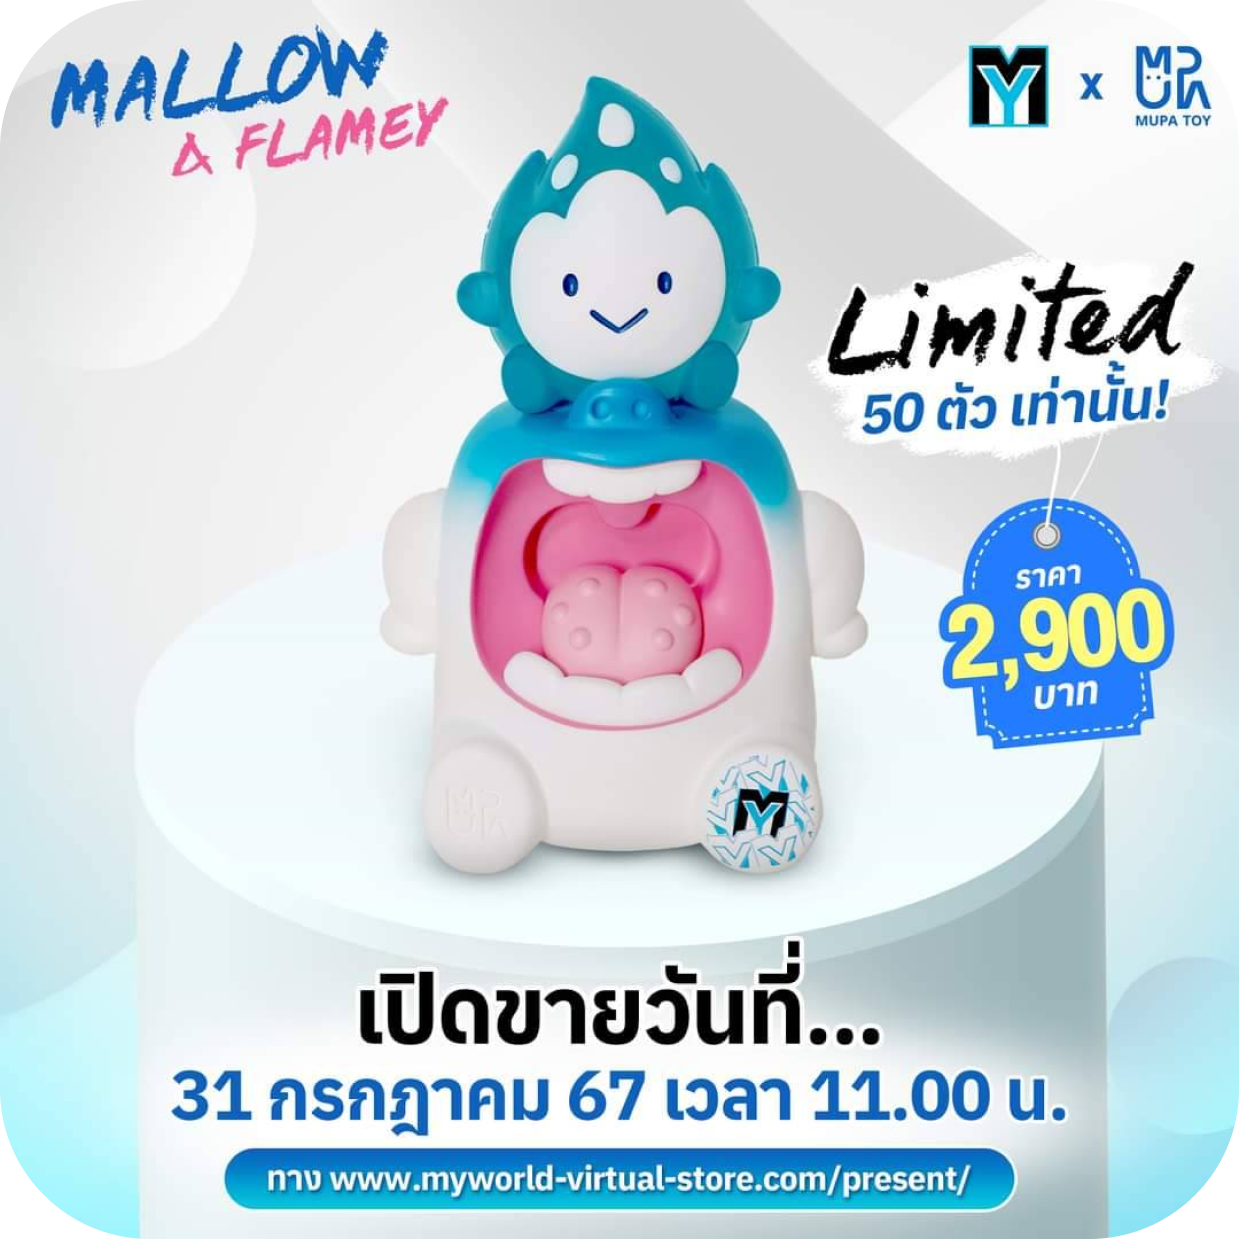 MALLOW
& FLAMEY
MY x MUPA
MUPA TOY
Limited
50 ตัว เท่านั้น!
ราคา
2,900
บาท
MUPA
MY
เปิดขายวันที่...
31 กรกฎาคม 67 เวลา 11.00 น.
ทาง www.myworld-virtual-store.com/present/